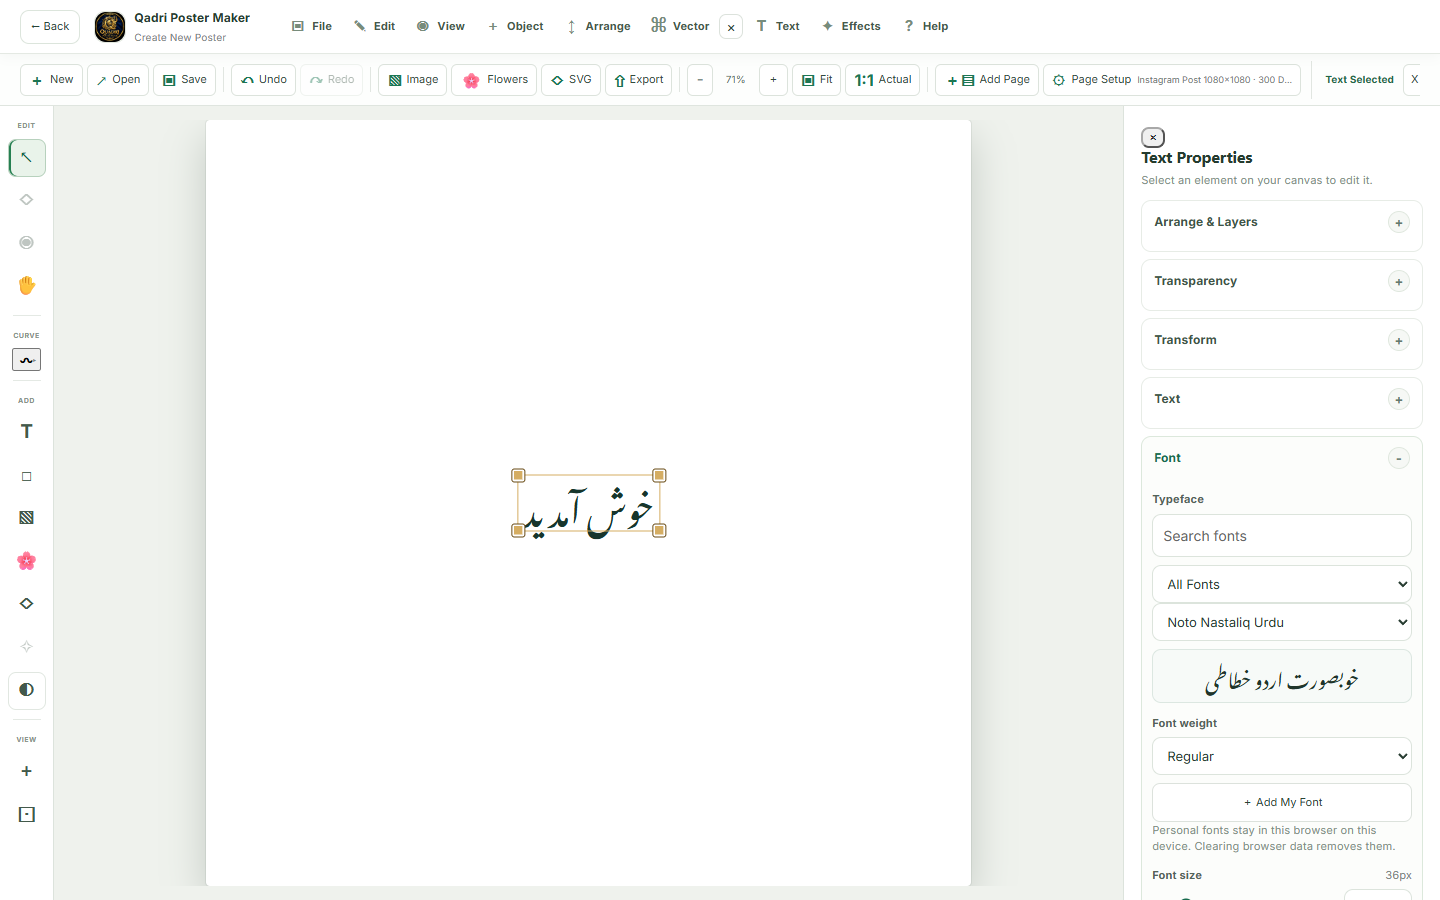 ← Back
Qadri Poster Maker
Create New Poster
File
Edit
View
+ Object
Arrange
Vector
×
T Text
Effects
? Help
+ New
Open
Save
Undo
Redo
Image
Flowers
SVG
Export
−
71%
+
Fit
1:1 Actual
+ Add Page
Page Setup Instagram Post 1080×1080 · 300 D...
Text Selected
X
EDIT
CURVE
ADD
T
VIEW
+
خوش آمدید
×
Text Properties
Select an element on your canvas to edit it.
Arrange & Layers +
Transparency +
Transform +
Text +
Font -
Typeface
Search fonts
All Fonts
Noto Nastaliq Urdu
خوبصورت اردو خطاطی
Font weight
Regular
+ Add My Font
Personal fonts stay in this browser on this
device. Clearing browser data removes them.
Font size 36px